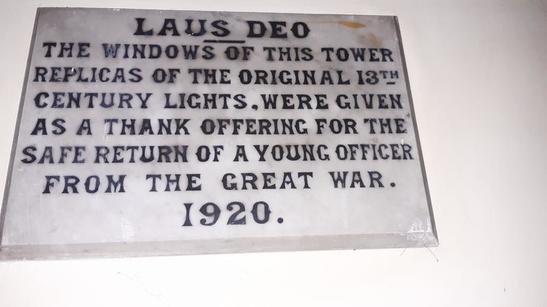 LAUS DEO
THE WINDOWS OF THIS TOWER
REPLICAS OF THE ORIGINAL 13TH
CENTURY LIGHTS, WERE GIVEN
AS A THANK OFFERING FOR THE
SAFE RETURN OF A YOUNG OFFICER
FROM THE GREAT WAR.
1920.